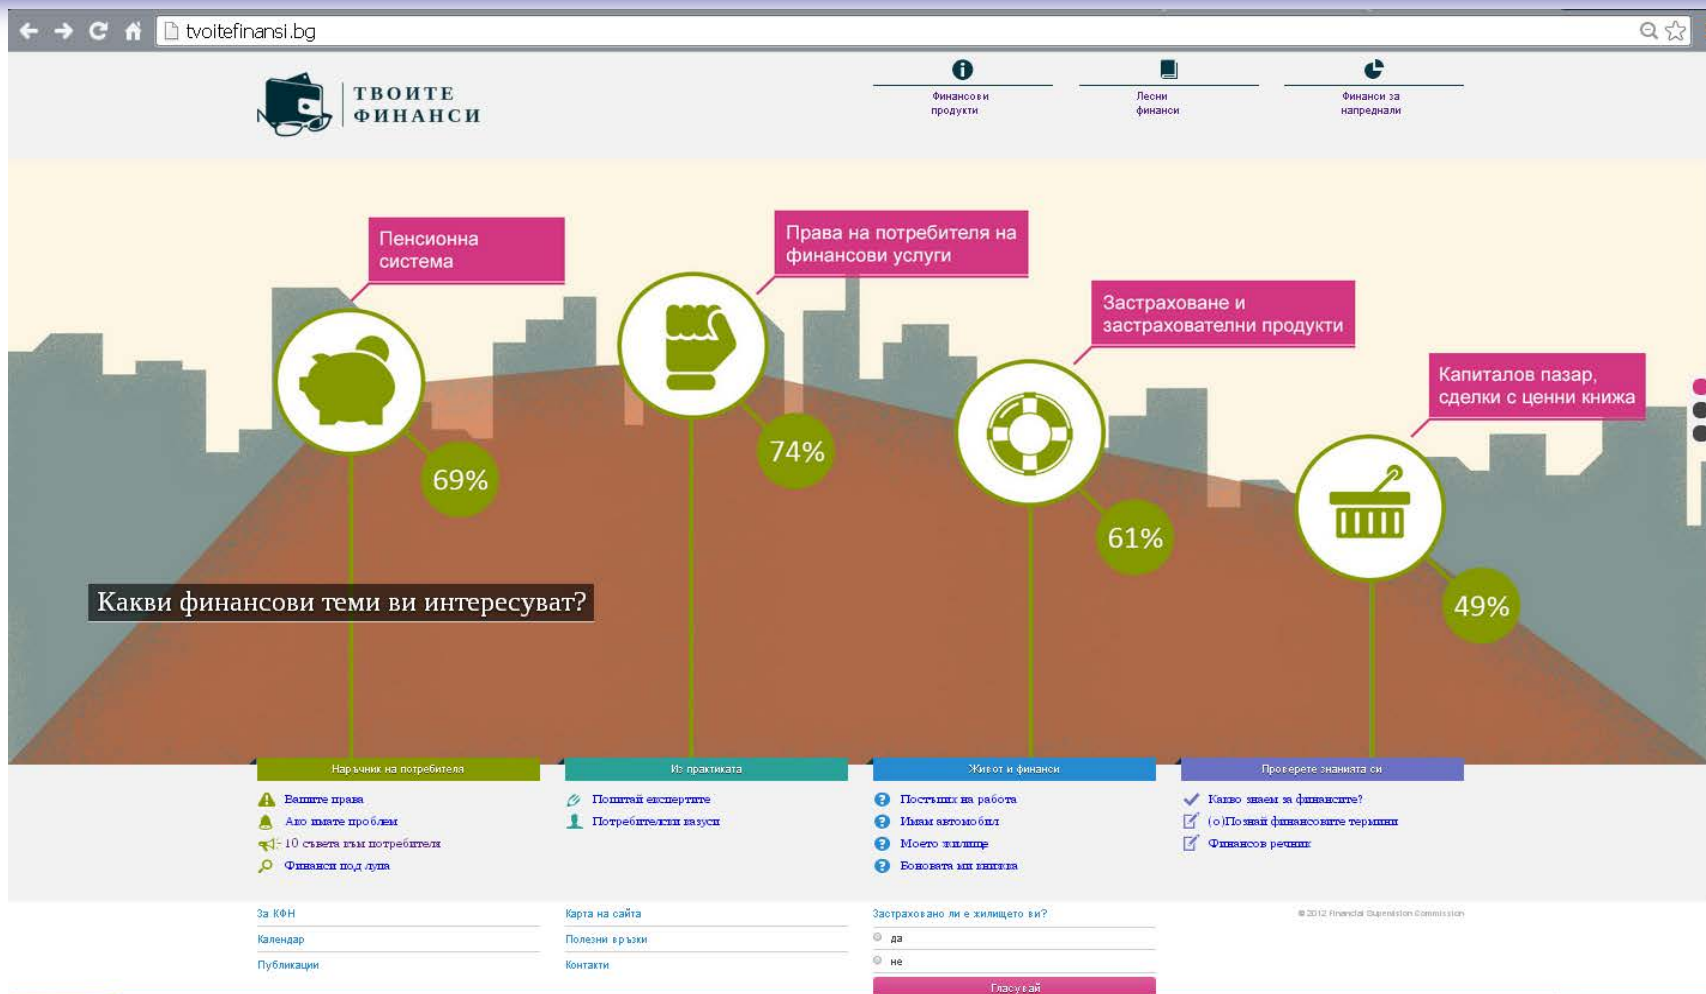 tvoitefinansi.bg
ТВОИТЕ
ФИНАНСИ
Финансови
продукти
Лесни
финанси
Финанси за
напреднали
Пенсионна
система
Права на потребителя на
финансови услуги
Застраховане и
застрахователни продукти
Капиталов пазар,
сделки с ценни книжа
69%
74%
61%
49%
Какви финансови теми ви интересуват?
Наръчник на потребителя
Вашите права
Ако имате проблем
10 съвета към потребителя
Финанси под лупа
Из практиката
Попитай експертите
Потребителски казуси
Живот и финанси
Постъпих на работа
Имам автомобил
Моето жилище
Боновата ми книжка
Проверете знанията си
Какво знаем за финансите?
(о)Познай финансовите термини
Финансов речник
За КФН
Календар
Публикации
Карта на сайта
Полезни връзки
Контакти
Застраховано ли е жилището ви?
да
не
Гласувай
© 2012 Financial Supervision Commission